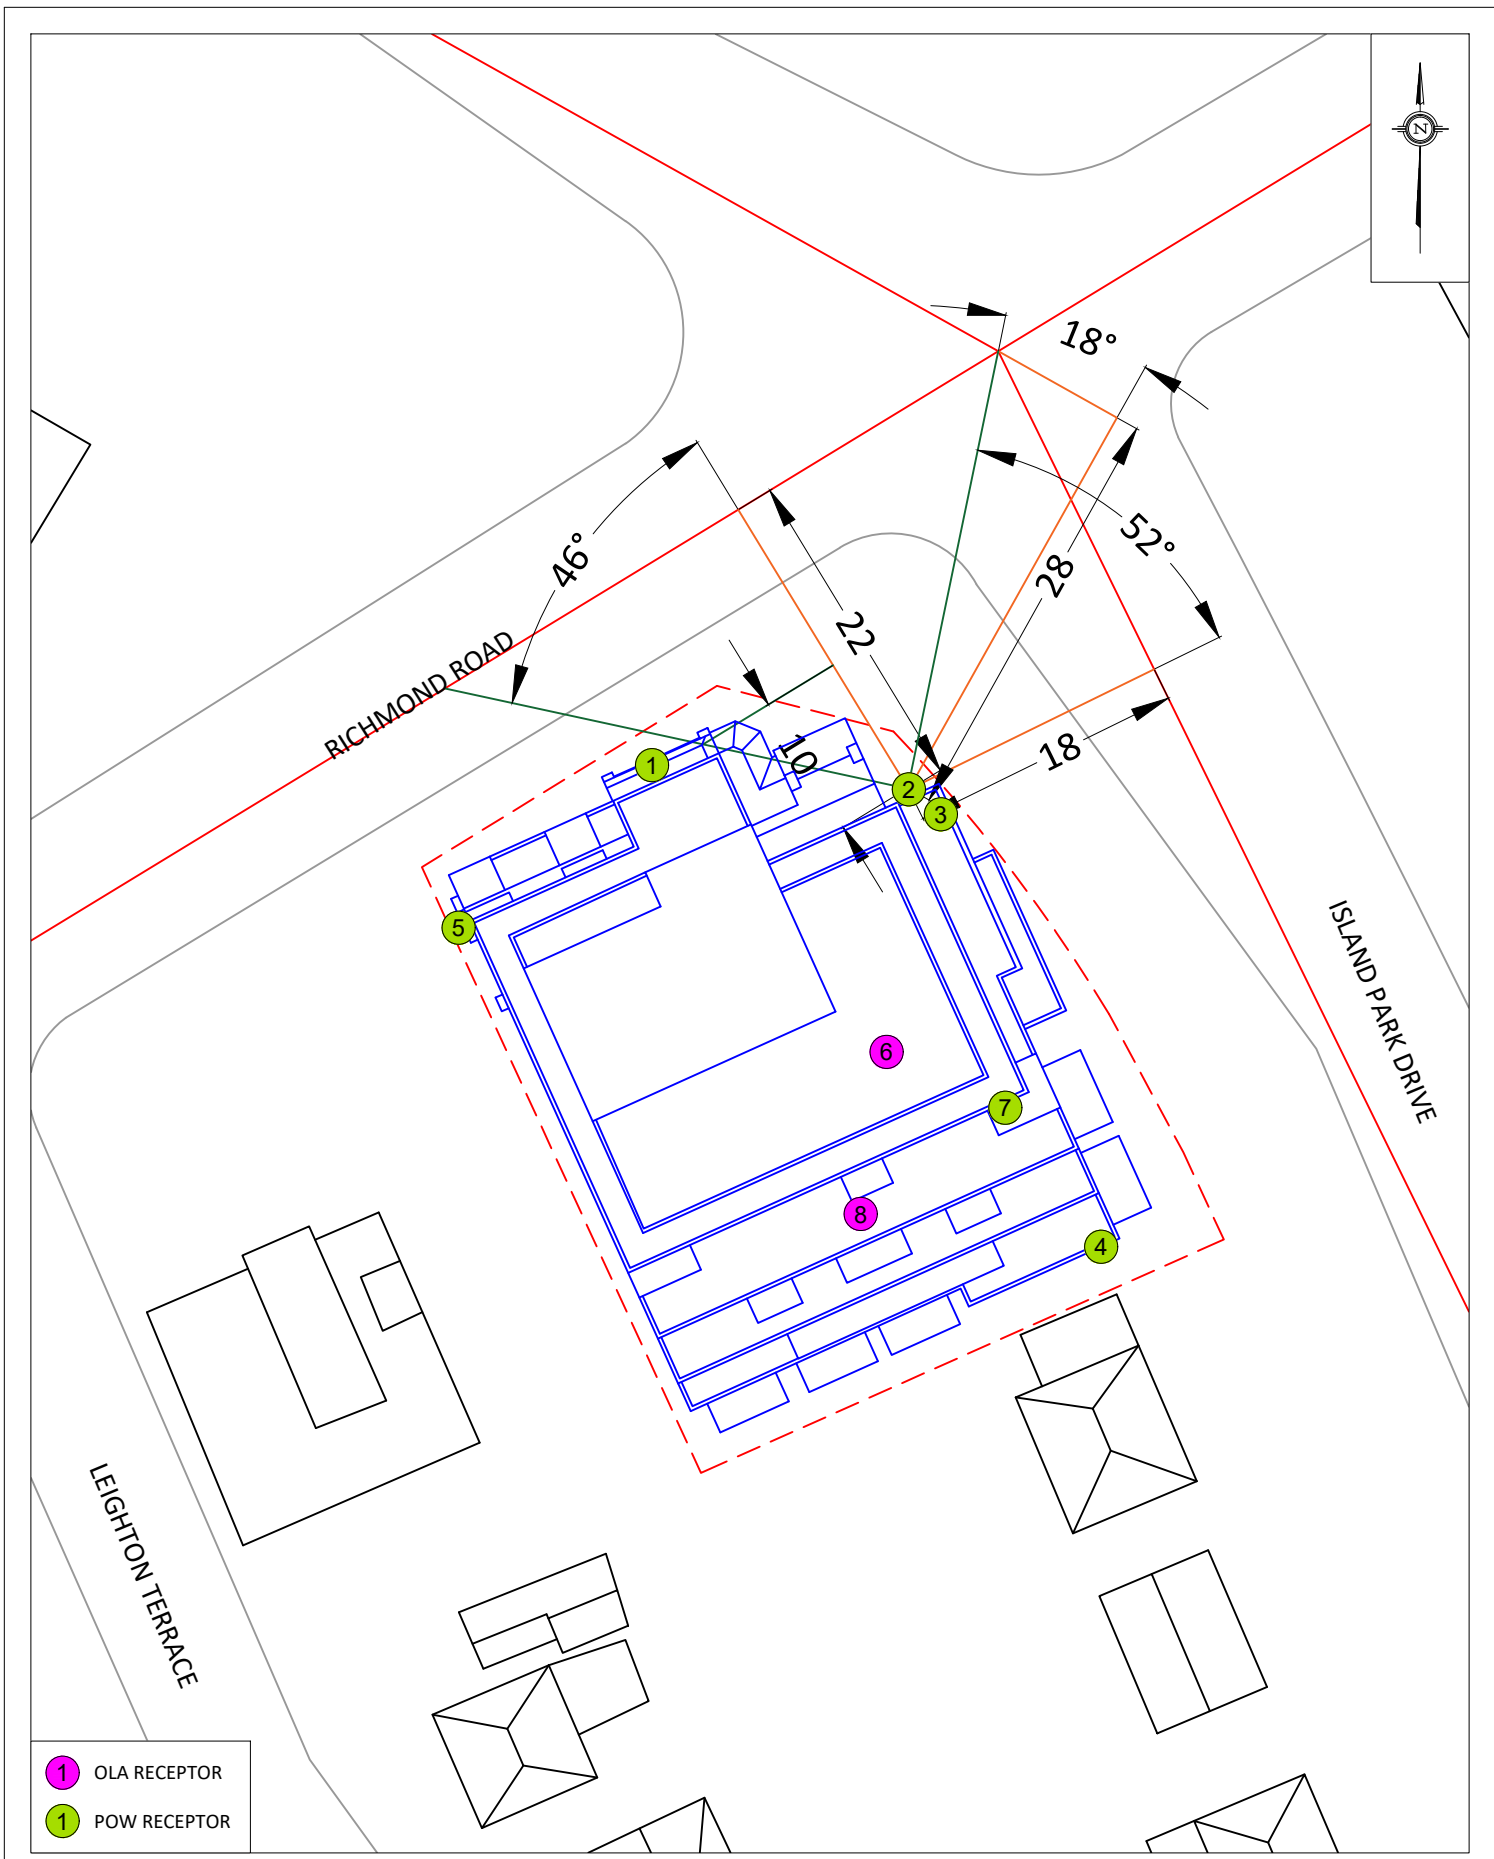 N
18°
46°
52°
28
22
RICHMOND ROAD
10
18
1
2
3
5
ISLAND PARK DRIVE
6
7
8
4
LEIGHTON TERRACE
1 OLA RECEPTOR
1 POW RECEPTOR